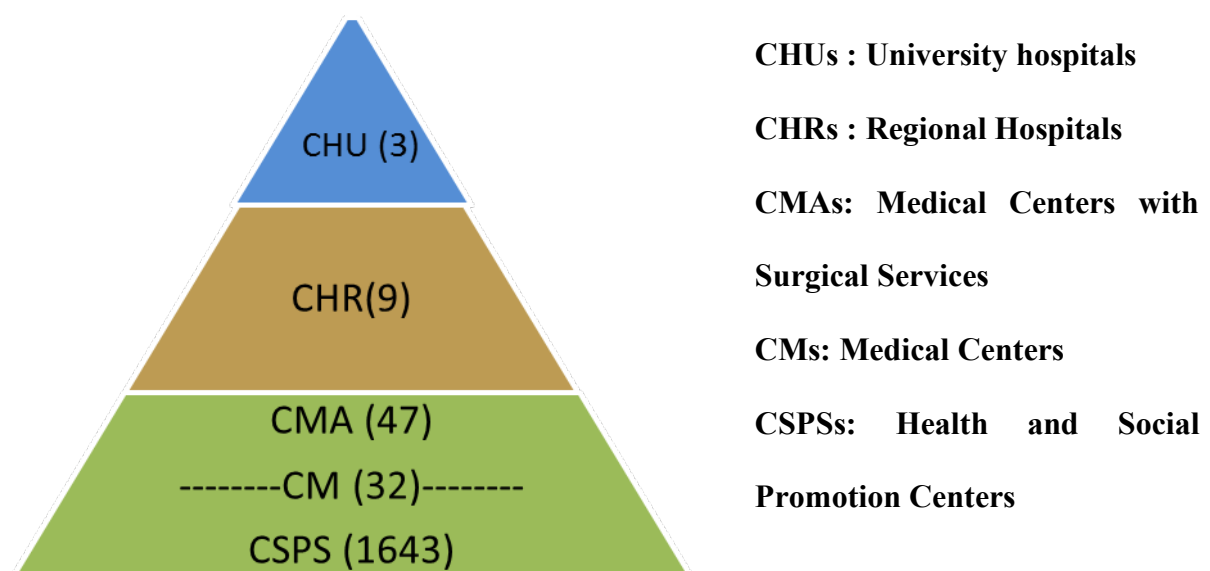 CHU (3)
CHR(9)
CMA (47)
--------CM (32)--------
CSPS (1643)
CHUs : University hospitals
CHRs : Regional Hospitals
CMAs: Medical Centers with
Surgical Services
CMs: Medical Centers
CSPSs: Health and Social
Promotion Centers